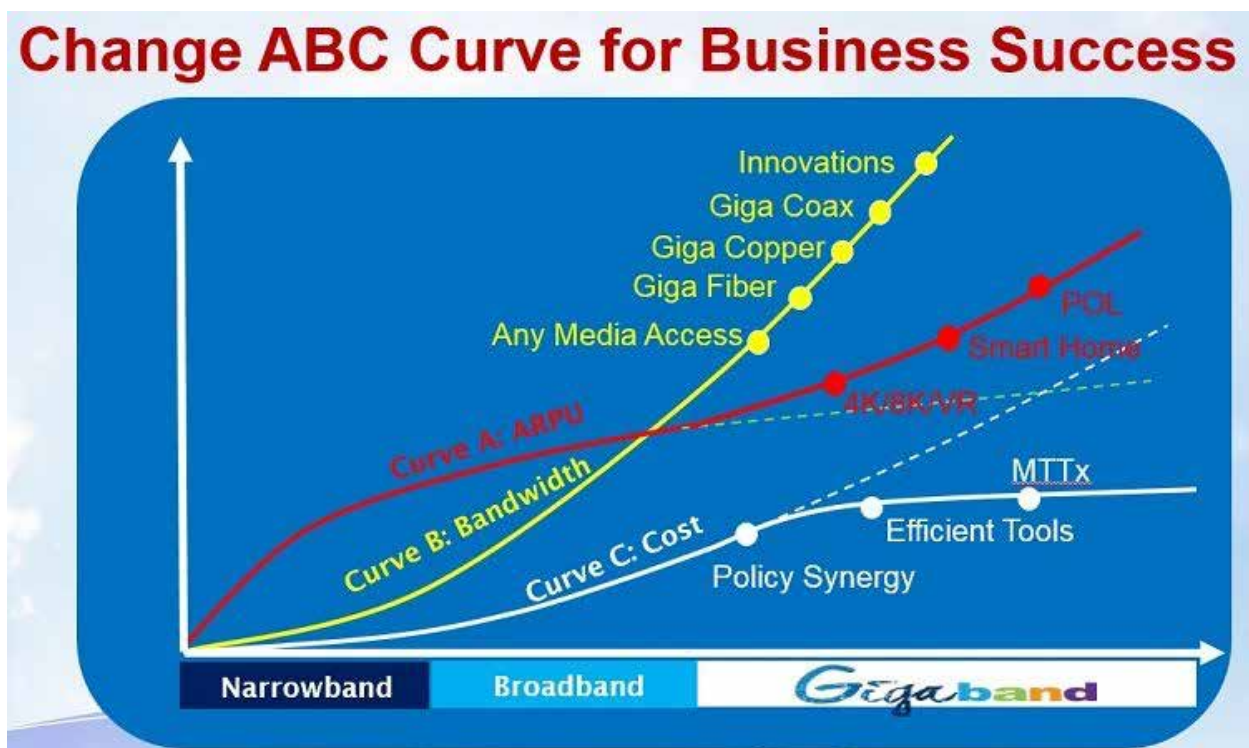 Change ABC Curve for Business Success
Innovations
Giga Coax
Giga Copper
Giga Fiber
Any Media Access
POL
Smart Home
4K/8K/VR
Curve A: ARPU
Curve B: Bandwidth
Curve C: Cost
MTTx
Efficient Tools
Policy Synergy
Narrowband
Broadband
Gigaband